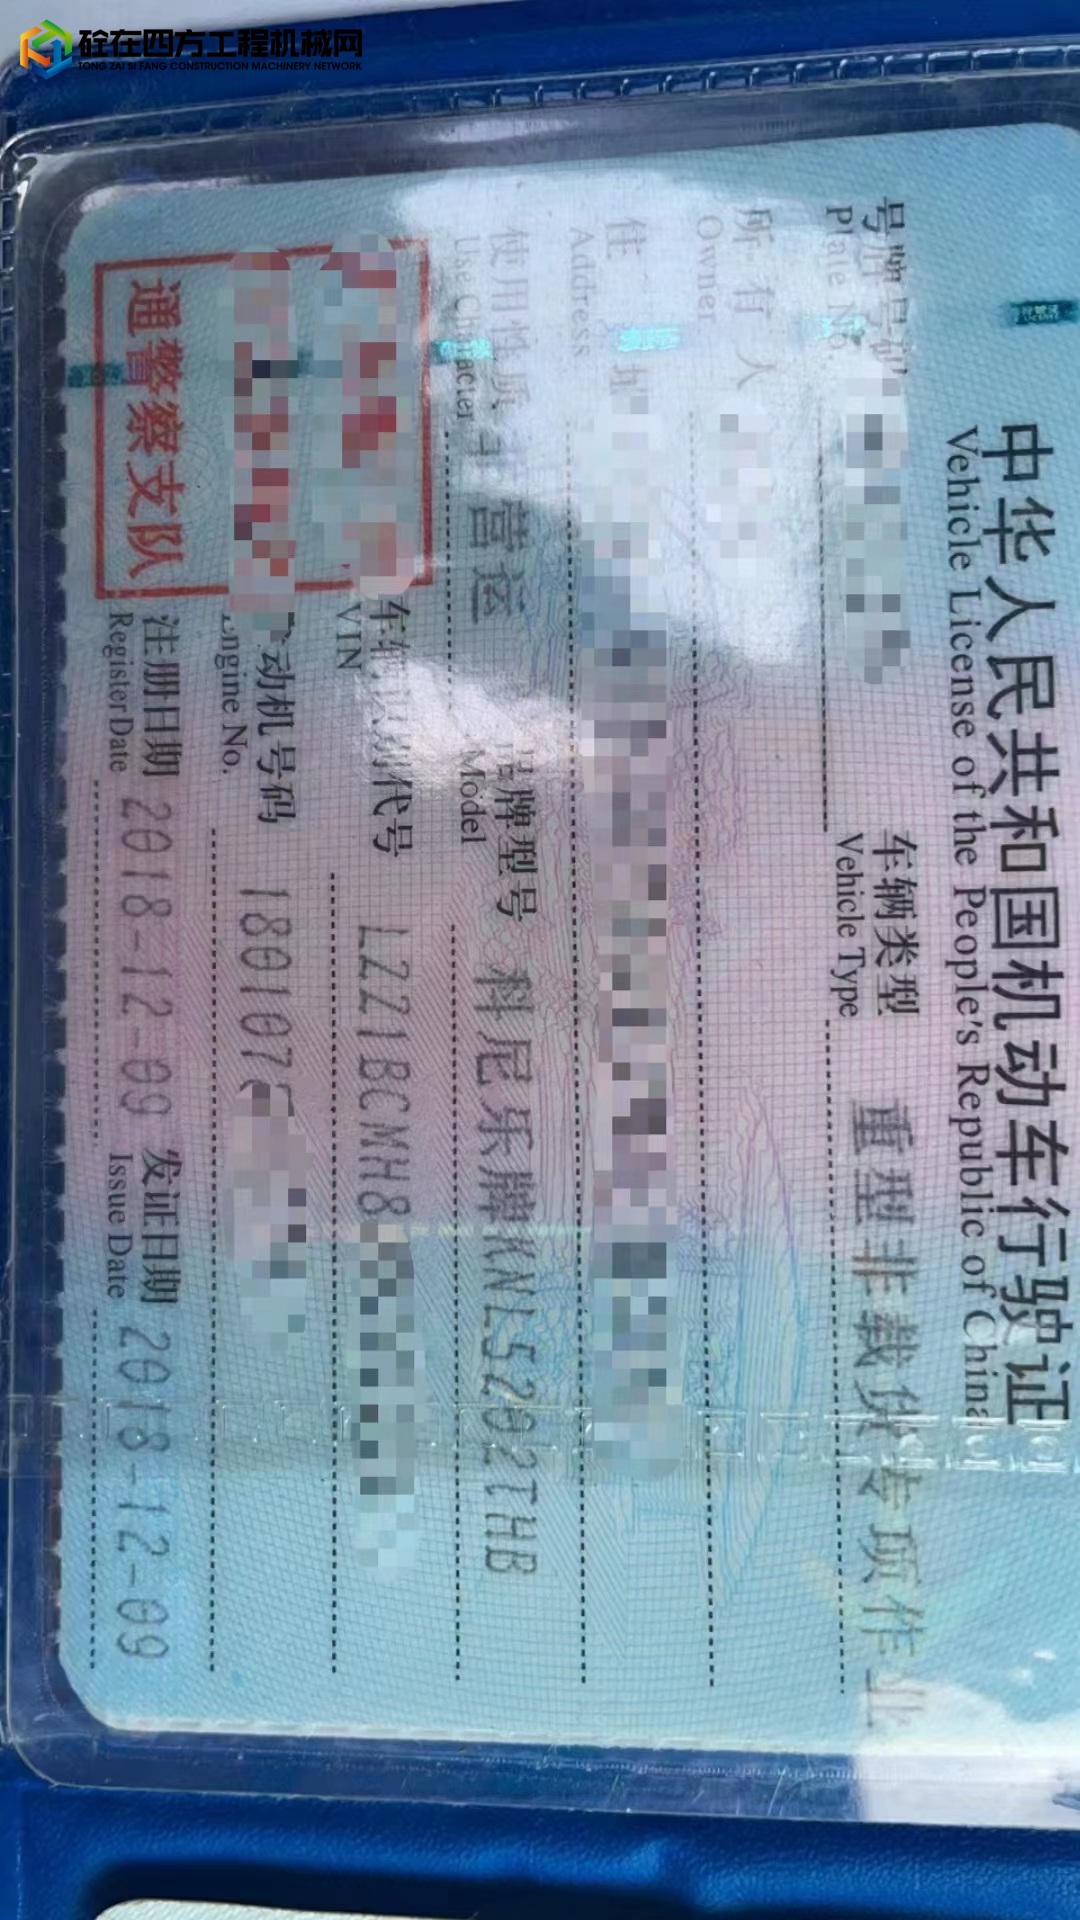 砼在四方工程机械网
TONG ZAI SI FANG CONSTRUCTION MACHINERY NETWORK
中华人民共和国机动车行驶证
Vehicle License of the People's Republic of China
号牌号码
Plate No.
车辆类型
Vehicle Type
重型非载货专项作业
所有人
Owner
住址
Address
使用性质
Use Character
营运
品牌型号
Model
科尼乐牌KNL5202THB
车辆识别代号
VIN
LZZ1BCMH8
动机号码
Engine No.
180107
注册日期
Register Date
2018-12-09
发证日期
Issue Date
2018-12-09
通警察支队